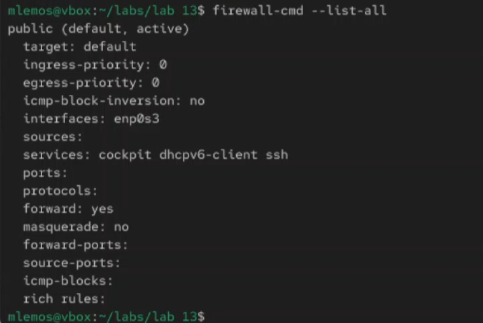 mlemos@vbox:~/labs/lab 13$ firewall-cmd --list-all
public (default, active)
  target: default
  ingress-priority: 0
  egress-priority: 0
  icmp-block-inversion: no
  interfaces: enp0s3
  sources:
  services: cockpit dhcpv6-client ssh
  ports:
  protocols:
  forward: yes
  masquerade: no
  forward-ports:
  source-ports:
  icmp-blocks:
  rich rules:
mlemos@vbox:~/labs/lab 13$